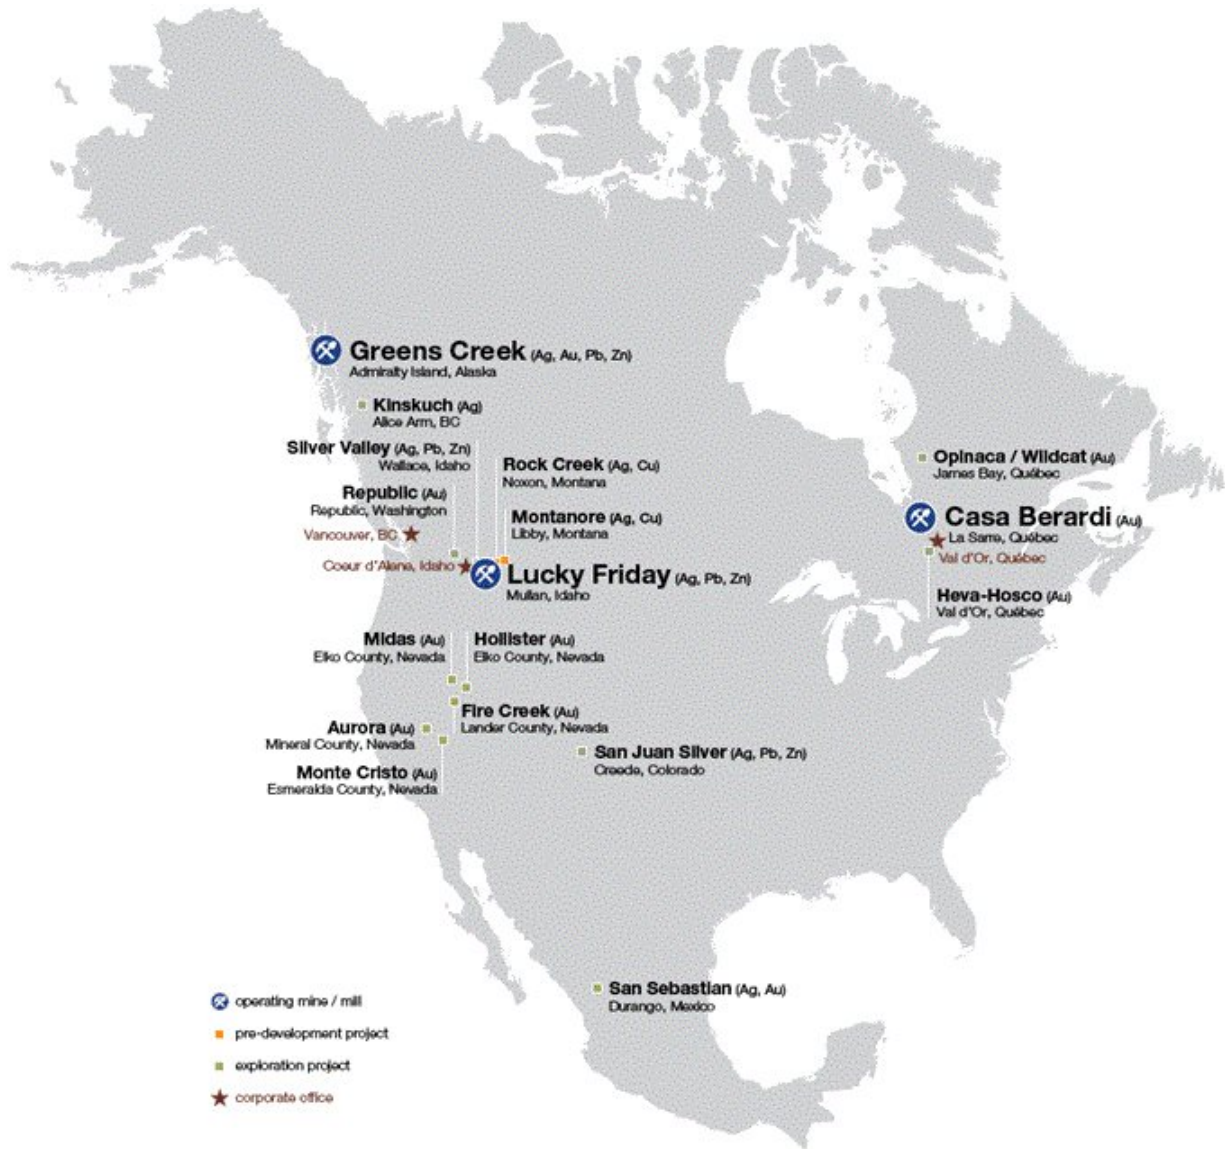 Greens Creek (Ag, Au, Pb, Zn)
Admiralty Island, Alaska
Kinskuch (Ag)
Alice Arm, BC
Silver Valley (Ag, Pb, Zn)
Wallace, Idaho
Rock Creek (Ag, Cu)
Noxon, Montana
Republic (Au)
Republic, Washington
Montanore (Ag, Cu)
Libby, Montana
Vancouver, BC
Coeur d'Alene, Idaho
Lucky Friday (Ag, Pb, Zn)
Mullan, Idaho
Opinaca / Wildcat (Au)
James Bay, Québec
Casa Berardi (Au)
La Sarre, Québec
Val d'Or, Québec
Heva-Hosco (Au)
Val d'Or, Québec
Midas (Au)
Elko County, Nevada
Hollister (Au)
Elko County, Nevada
Fire Creek (Au)
Lander County, Nevada
Aurora (Au)
Mineral County, Nevada
Monte Cristo (Au)
Esmeralda County, Nevada
San Juan Silver (Ag, Pb, Zn)
Creede, Colorado
San Sebastian (Ag, Au)
Durango, Mexico
operating mine / mill
pre-development project
exploration project
corporate office